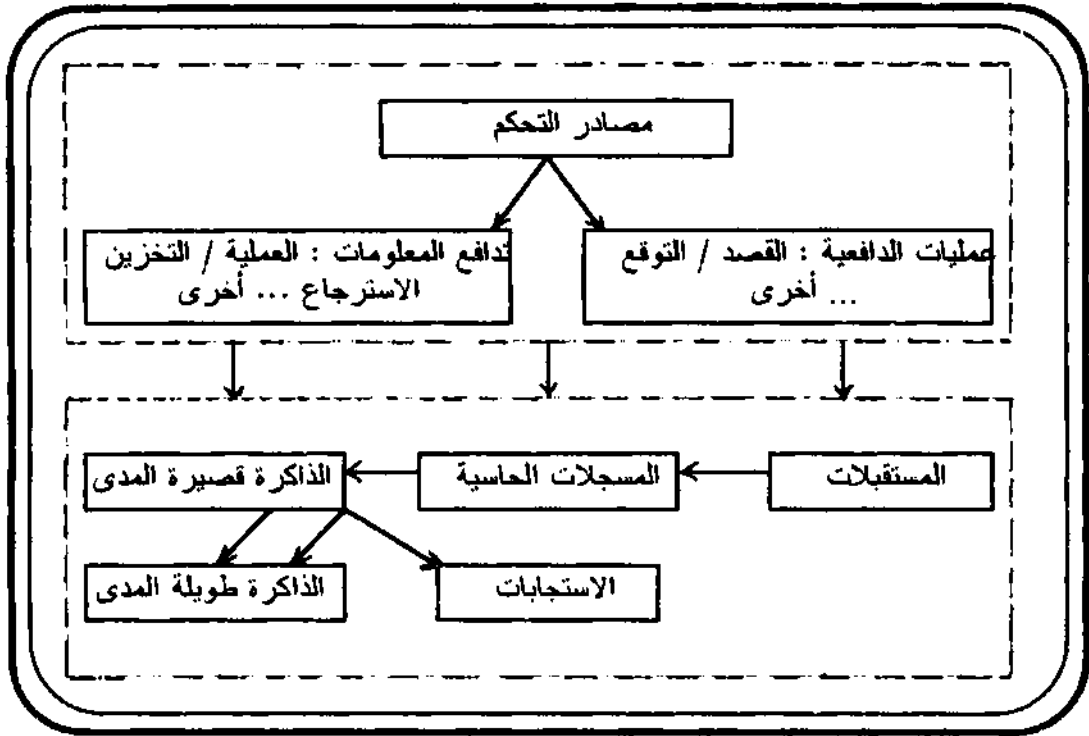 مصادر التحكم
عمليات الدافعية : القصد / التوقع
... أخرى
تدافع المعلومات : العملية / التخزين
الاسترجاع ... أخرى
المستقبلات
المسجلات الحاسية
الذاكرة قصيرة المدى
الاستجابات
الذاكرة طويلة المدى